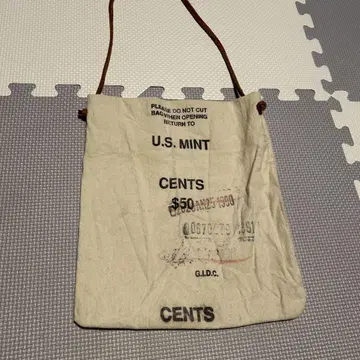 PLEASE DO NOT CUT
BAG WHEN OPENING
RETURN TO
U.S. MINT
CENTS
$50
G.I.D.C.
CENTS